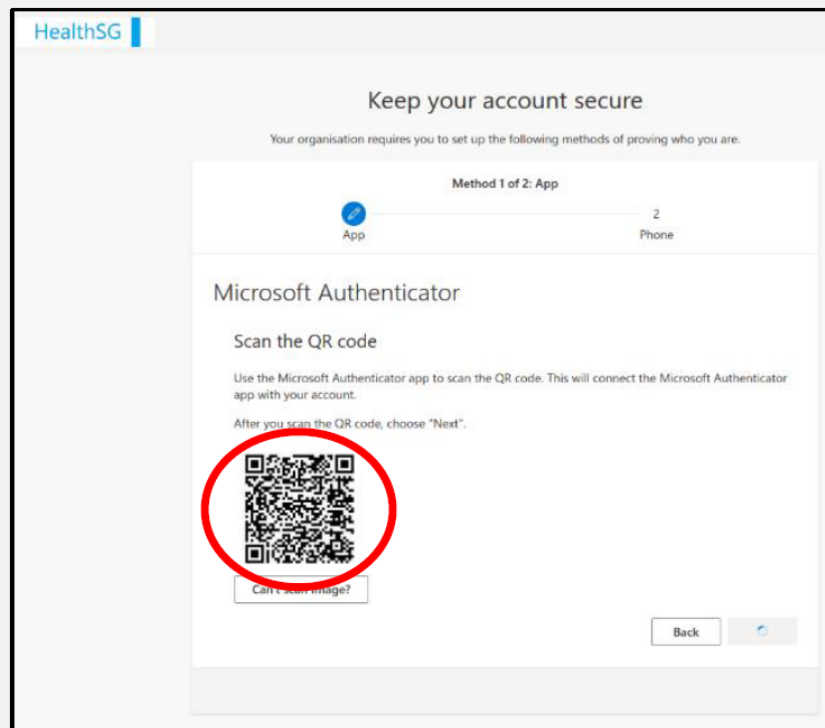 HealthSG
Keep your account secure
Your organisation requires you to set up the following methods of proving who you are.
Method 1 of 2: App
2
App
Phone
Microsoft Authenticator
Scan the QR code
Use the Microsoft Authenticator app to scan the QR code. This will connect the Microsoft Authenticator
app with your account.
After you scan the QR code, choose "Next".
Can't scan image?
Back